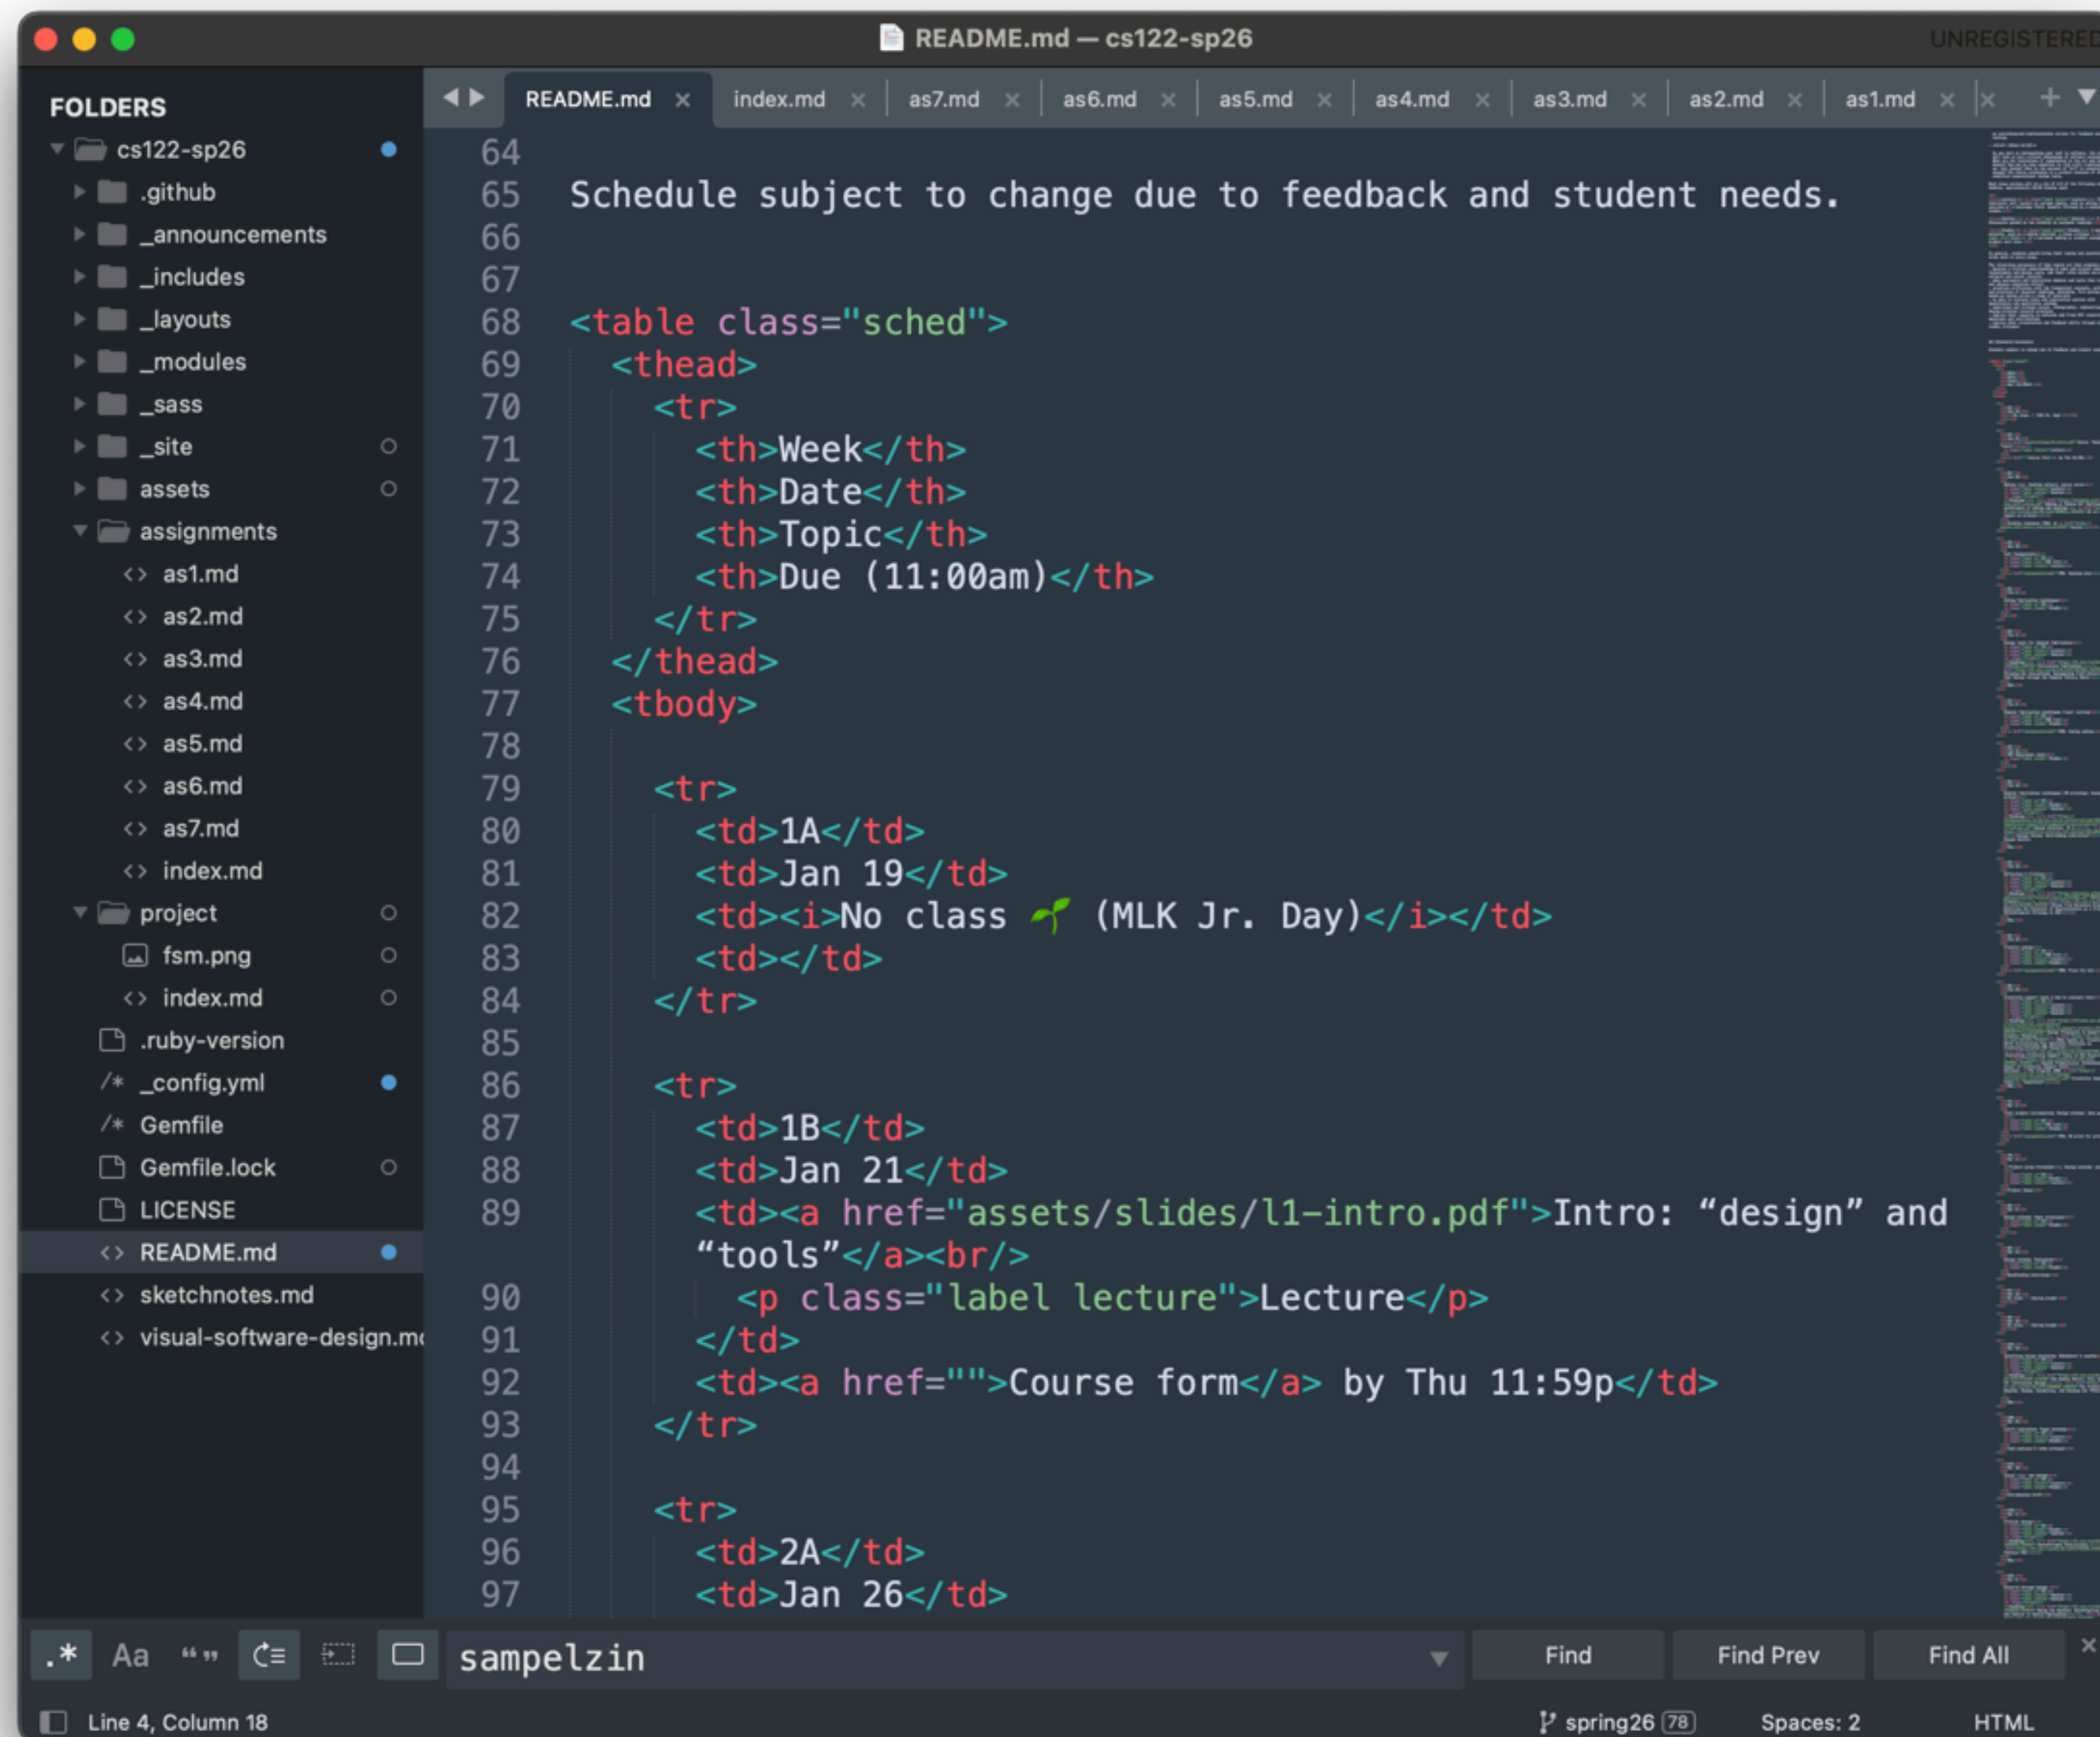 README.md — cs122-sp26
UNREGISTERED
FOLDERS
cs122-sp26
.github
_announcements
_includes
_layouts
_modules
_sass
_site
assets
assignments
as1.md
as2.md
as3.md
as4.md
as5.md
as6.md
as7.md
index.md
project
fsm.png
index.md
.ruby-version
/* _config.yml
/* Gemfile
Gemfile.lock
LICENSE
README.md
sketchnotes.md
visual-software-design.md
README.md × index.md × as7.md × as6.md × as5.md × as4.md × as3.md × as2.md × as1.md × × +
64
65 Schedule subject to change due to feedback and student needs.
66
67
68 <table class="sched">
69 <thead>
70 <tr>
71 <th>Week</th>
72 <th>Date</th>
73 <th>Topic</th>
74 <th>Due (11:00am)</th>
75 </tr>
76 </thead>
77 <tbody>
78
79 <tr>
80 <td>1A</td>
81 <td>Jan 19</td>
82 <td><i>No class 🌱 (MLK Jr. Day)</i></td>
83 <td></td>
84 </tr>
85
86 <tr>
87 <td>1B</td>
88 <td>Jan 21</td>
89 <td><a href="assets/slides/l1-intro.pdf">Intro: “design” and
“tools”</a><br/>
90 <p class="label lecture">Lecture</p>
91 </td>
92 <td><a href="">Course form</a> by Thu 11:59p</td>
93 </tr>
94
95 <tr>
96 <td>2A</td>
97 <td>Jan 26</td>
.* Aa “” sampelzin Find Find Prev Find All ×
Line 4, Column 18 spring26 78 Spaces: 2 HTML